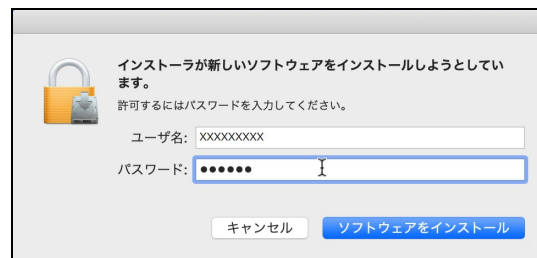 インストーラが新しいソフトウェアをインストールしようとしてい
ます。
許可するにはパスワードを入力してください。
ユーザ名: XXXXXXXXX
パスワード: ●●●●●●
キャンセル ソフトウェアをインストール